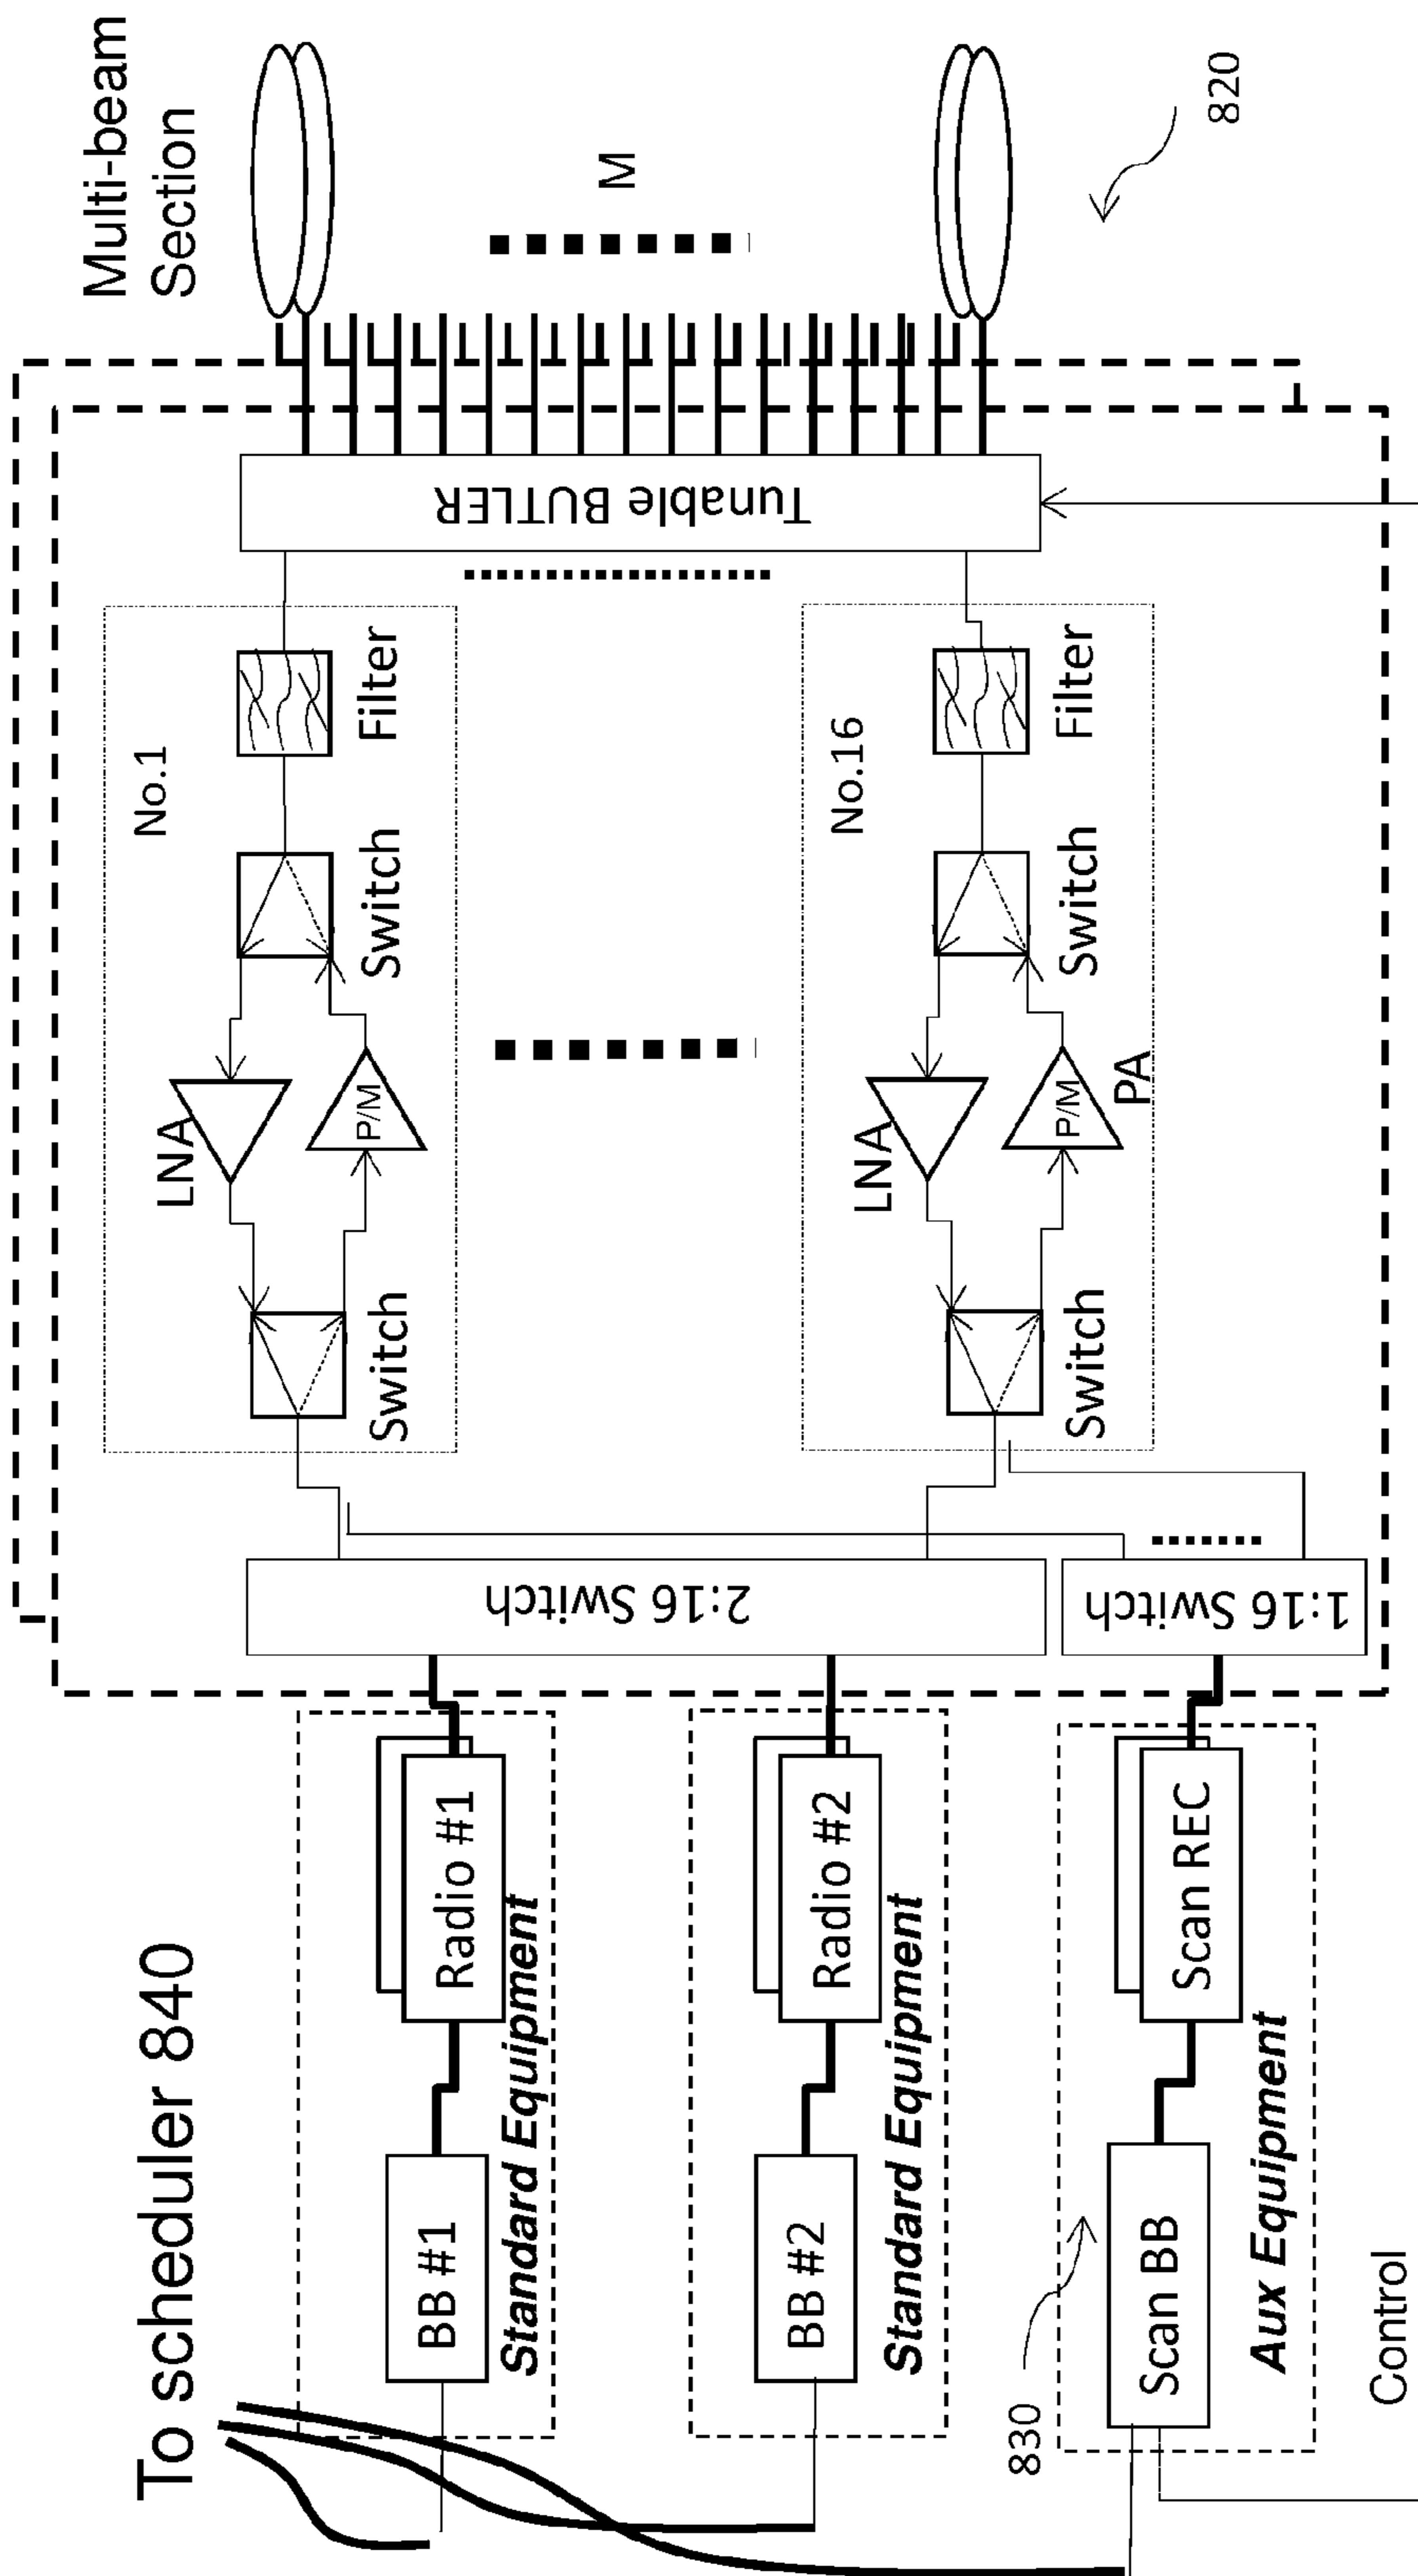 To scheduler 840
Multi-beam
Section
BB #1
Radio #1
Standard Equipment
BB #2
Radio #2
Standard Equipment
830
Scan BB
Scan REC
Aux Equipment
Control
2:16 Switch
1:16 Switch
No.1
Switch
LNA
P/M
Switch
Filter
No.16
Switch
LNA
P/M
PA
Switch
Filter
Tunable BUTLER
M
820